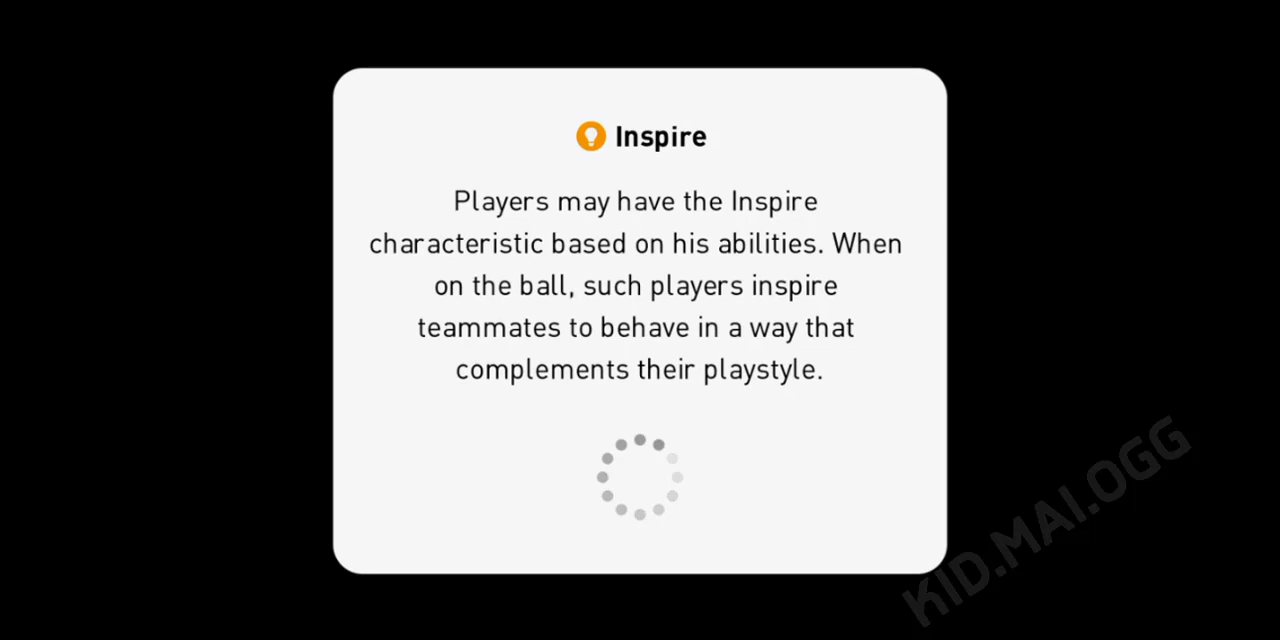 Inspire
Players may have the Inspire
characteristic based on his abilities. When
on the ball, such players inspire
teammates to behave in a way that
complements their playstyle.
KID.MAI.OGG